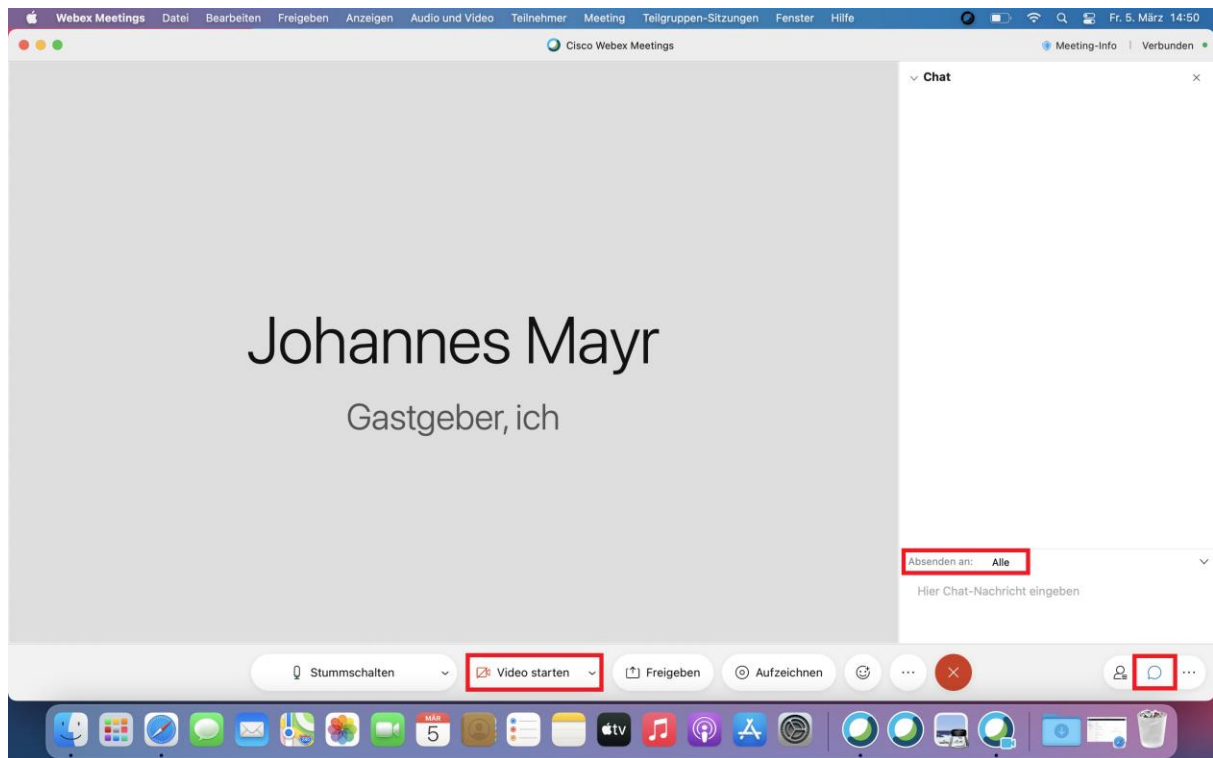 Webex Meetings Datei Bearbeiten Freigeben Anzeigen Audio und Video Teilnehmer Meeting Teilgruppen-Sitzungen Fenster Hilfe Fr. 5. März 14:50
Cisco Webex Meetings Meeting-Info Verbunden
Chat
Johannes Mayr
Gastgeber, ich
Absenden an: Alle
Hier Chat-Nachricht eingeben
Stummschalten Video starten Freigeben Aufzeichnen
MÄR
5
tv